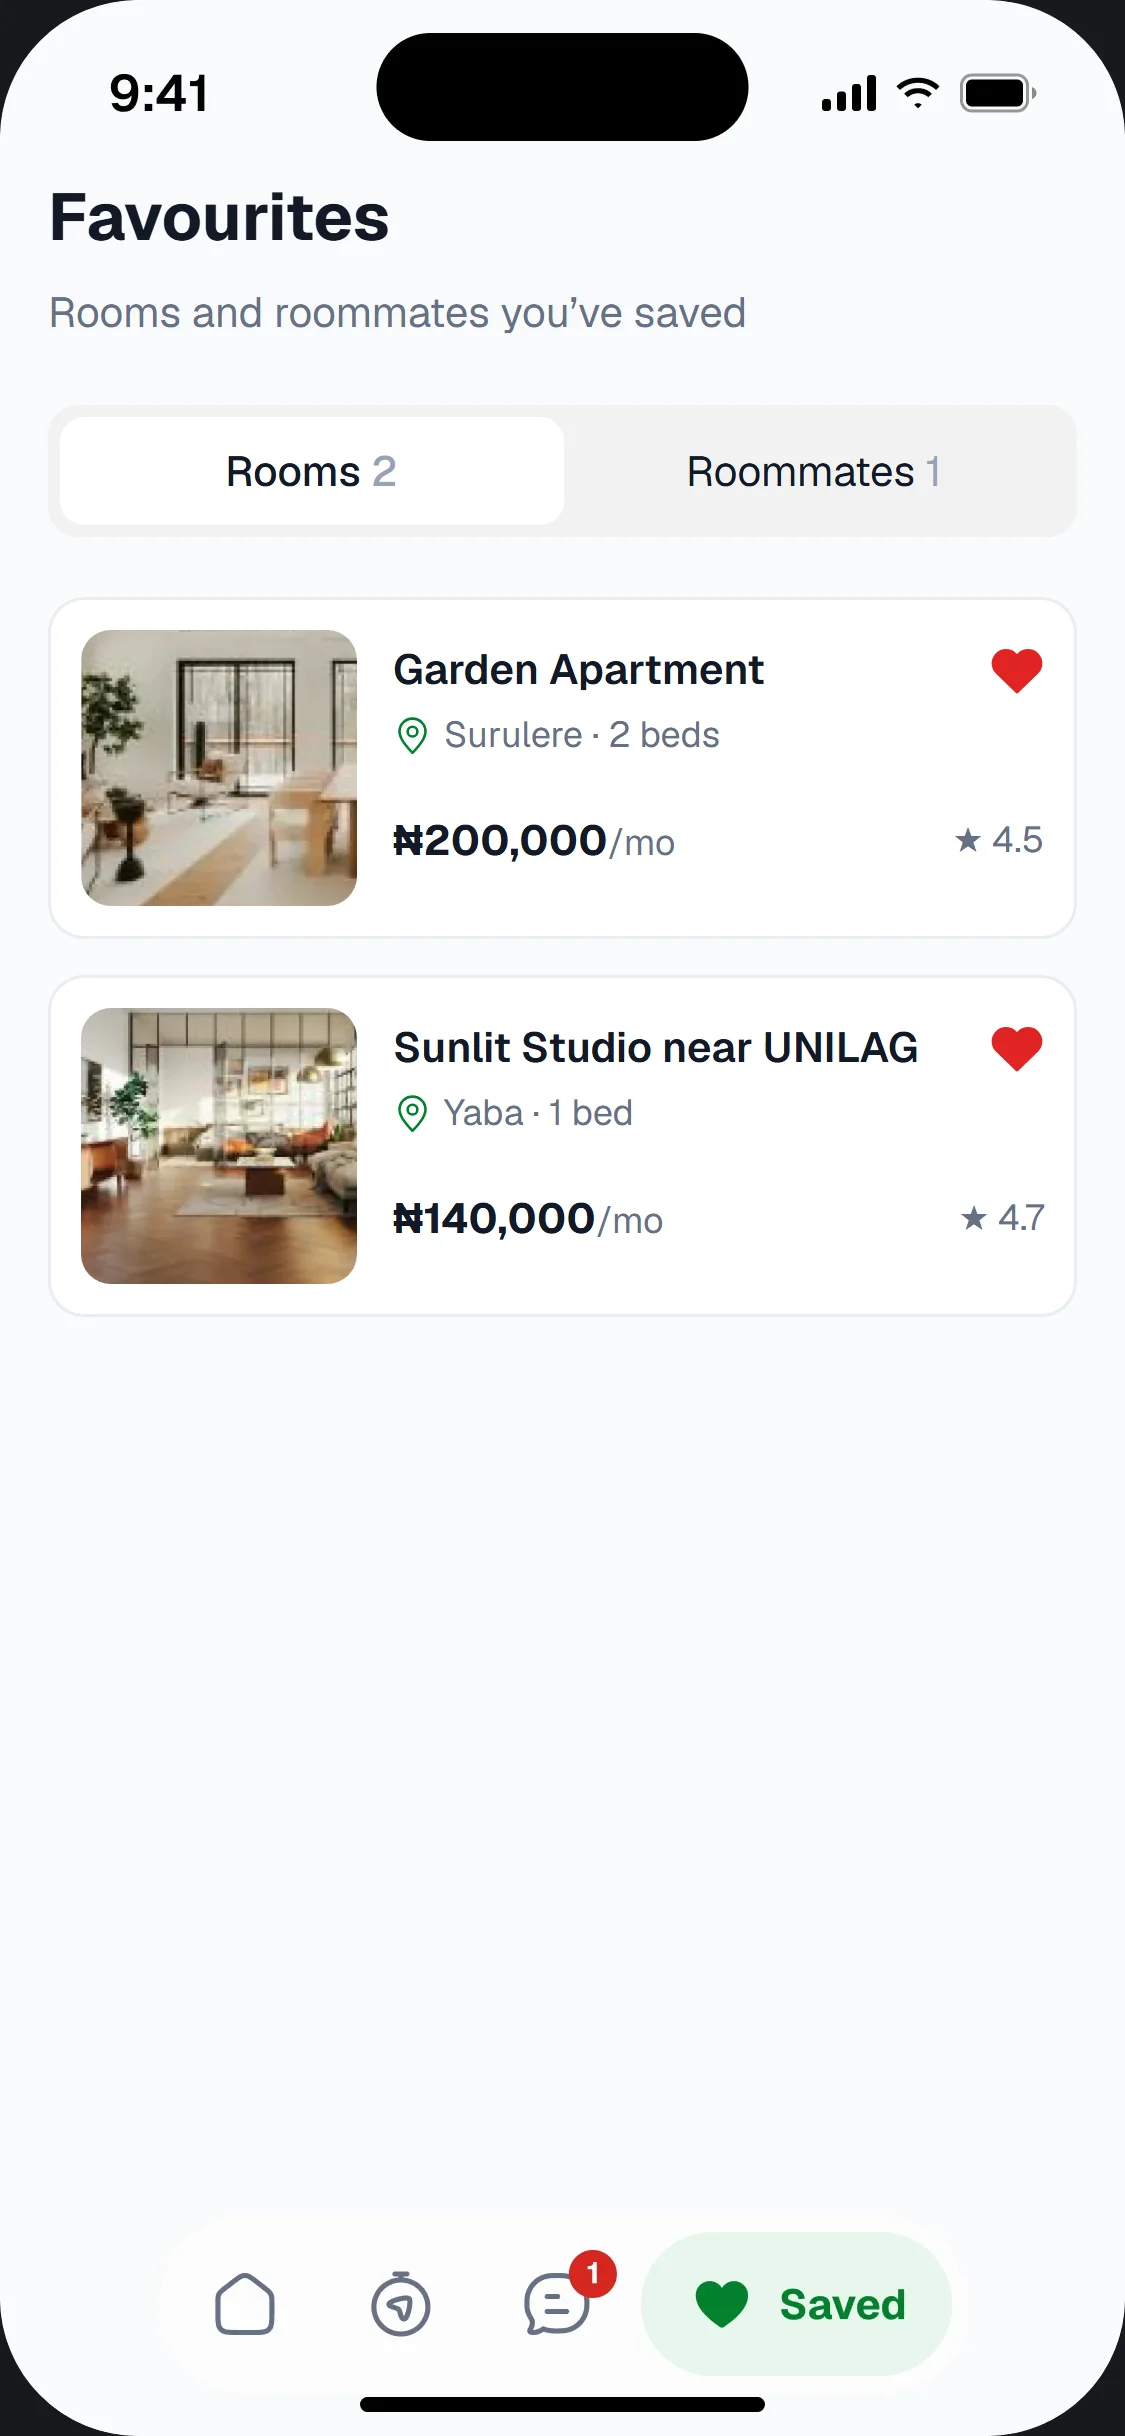 9:41
Favourites
Rooms and roommates you’ve saved
Rooms 2
Roommates 1
Garden Apartment
Surulere · 2 beds
₦200,000/mo
★ 4.5
Sunlit Studio near UNILAG
Yaba · 1 bed
₦140,000/mo
★ 4.7
1
Saved